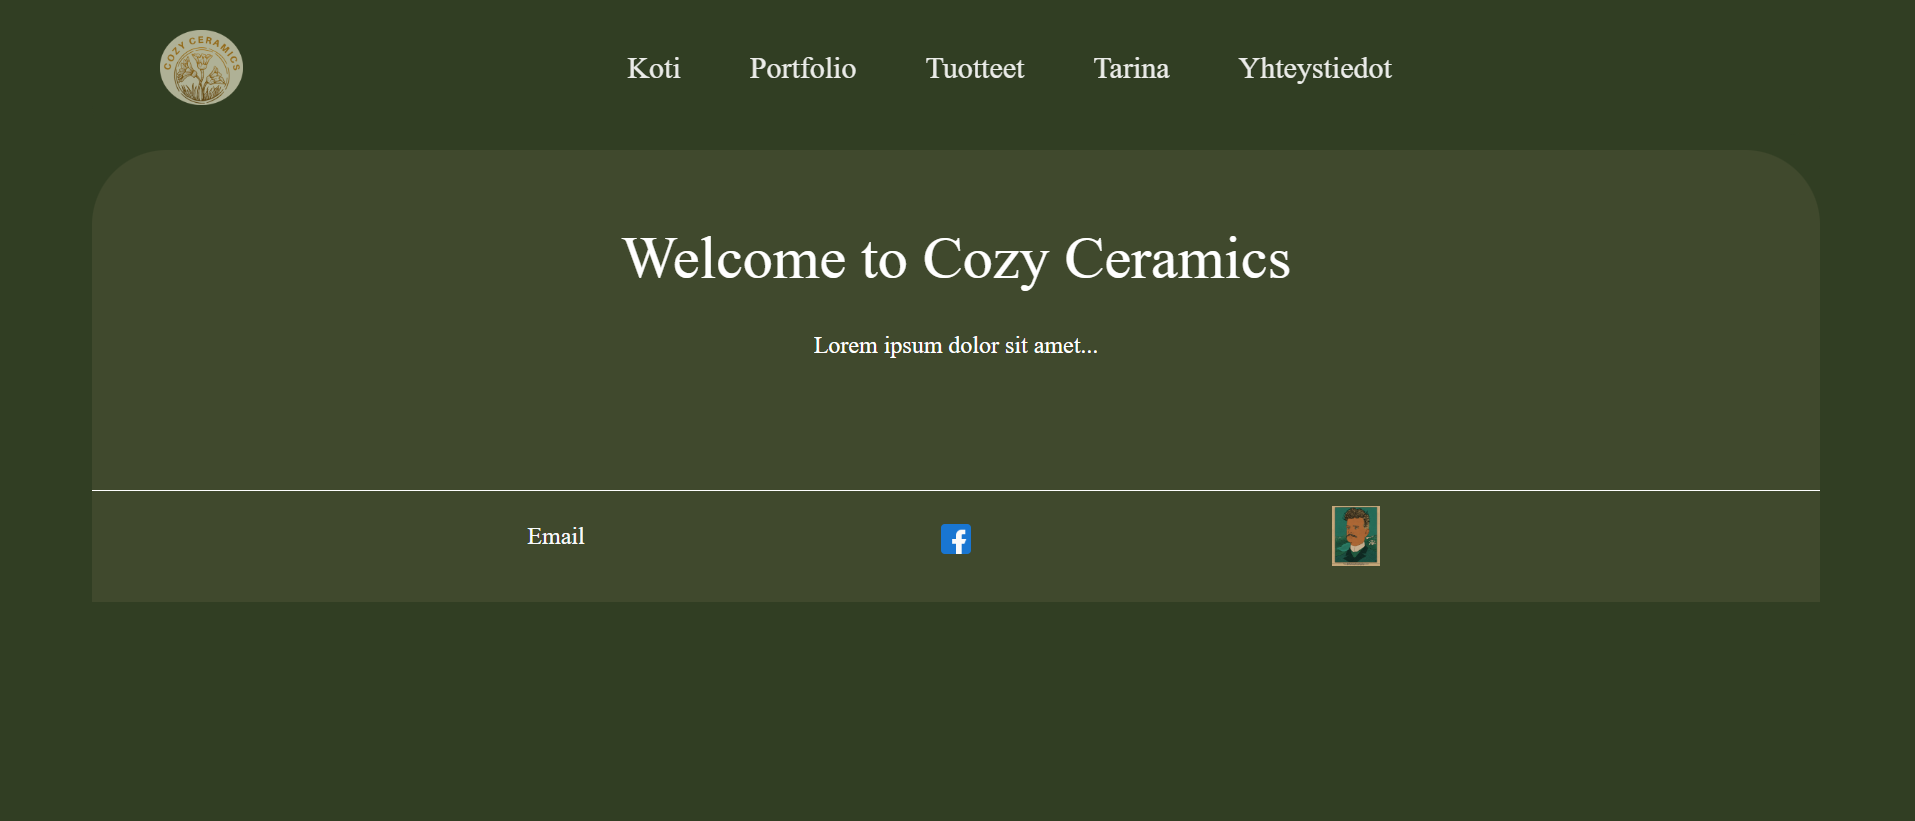 COZY CERAMICS
Koti Portfolio Tuotteet Tarina Yhteystiedot
Welcome to Cozy Ceramics
Lorem ipsum dolor sit amet...
Email